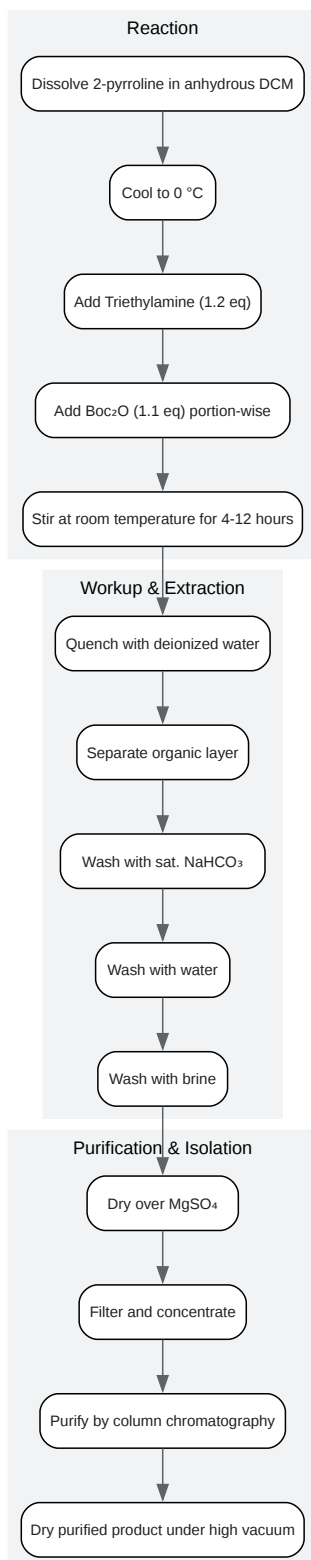 Reaction
Dissolve 2-pyrroline in anhydrous DCM
Cool to 0 °C
Add Triethylamine (1.2 eq)
Add Boc₂O (1.1 eq) portion-wise
Stir at room temperature for 4-12 hours
Workup & Extraction
Quench with deionized water
Separate organic layer
Wash with sat. NaHCO₃
Wash with water
Wash with brine
Purification & Isolation
Dry over MgSO₄
Filter and concentrate
Purify by column chromatography
Dry purified product under high vacuum